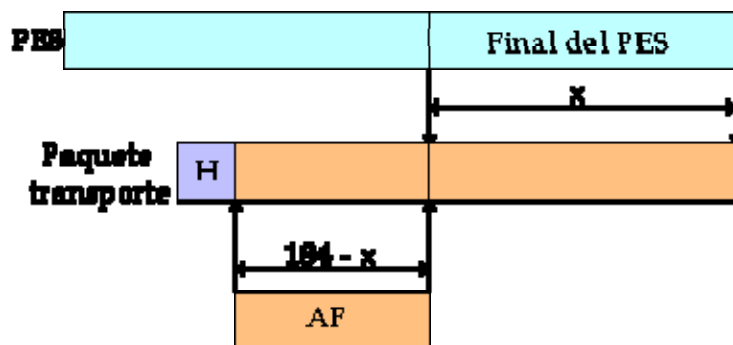 PES
Final del PES
x
Paquete
transporte
H
184 - x
AF